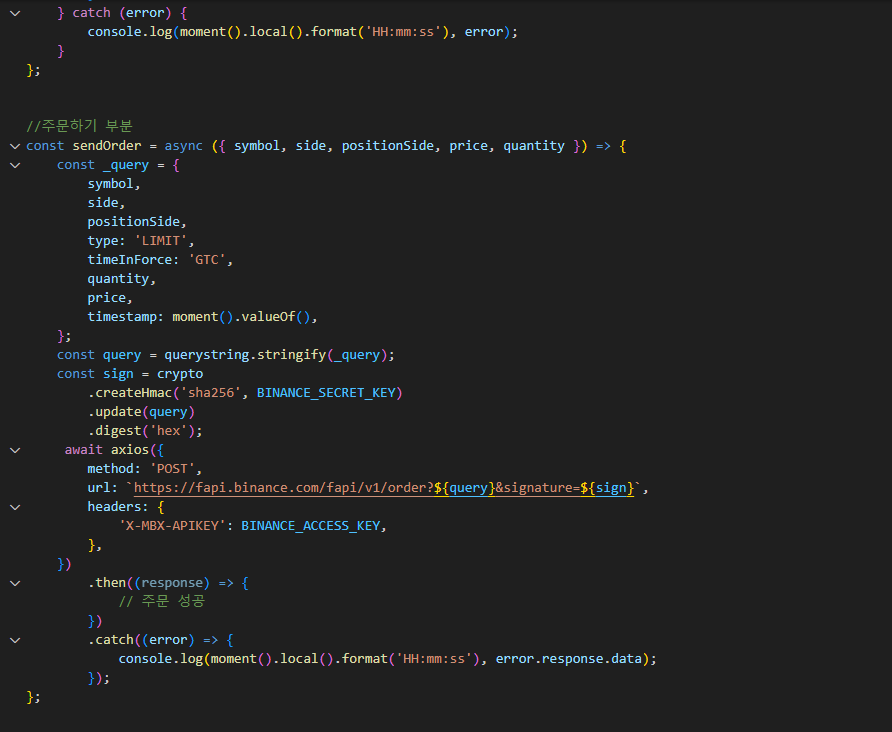 } catch (error) {
        console.log(moment().local().format('HH:mm:ss'), error);
    }
};
//주문하기 부분
const sendOrder = async ({ symbol, side, positionSide, price, quantity }) => {
    const _query = {
        symbol,
        side,
        positionSide,
        type: 'LIMIT',
        timeInForce: 'GTC',
        quantity,
        price,
        timestamp: moment().valueOf(),
    };
    const query = querystring.stringify(_query);
    const sign = crypto
        .createHmac('sha256', BINANCE_SECRET_KEY)
        .update(query)
        .digest('hex');
     await axios({
        method: 'POST',
        url: `https://fapi.binance.com/fapi/v1/order?${query}&signature=${sign}`,
        headers: {
            'X-MBX-APIKEY': BINANCE_ACCESS_KEY,
        },
    })
        .then((response) => {
            // 주문 성공
        })
        .catch((error) => {
            console.log(moment().local().format('HH:mm:ss'), error.response.data);
        });
};